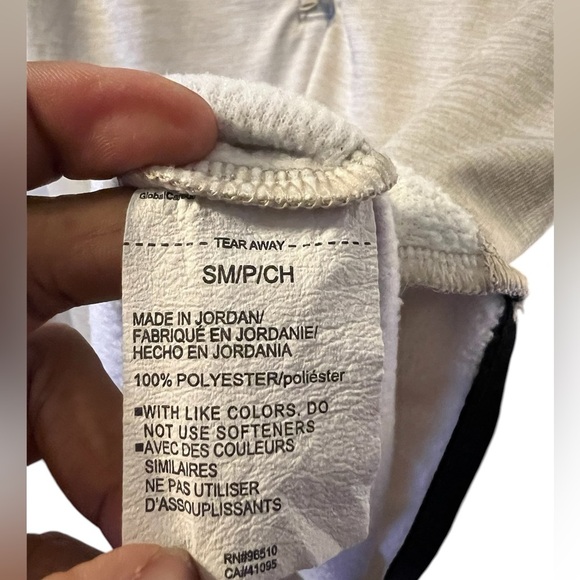 TEAR AWAY
SM/P/CH
MADE IN JORDAN/
FABRIQUÉ EN JORDANIE/
HECHO EN JORDANIA
100% POLYESTER/poliéster
■WITH LIKE COLORS, DO
NOT USE SOFTENERS
■AVEC DES COULEURS
SIMILAIRES
NE PAS UTILISER
D'ASSOUPLISSANTS
RN#96510
CA#41095